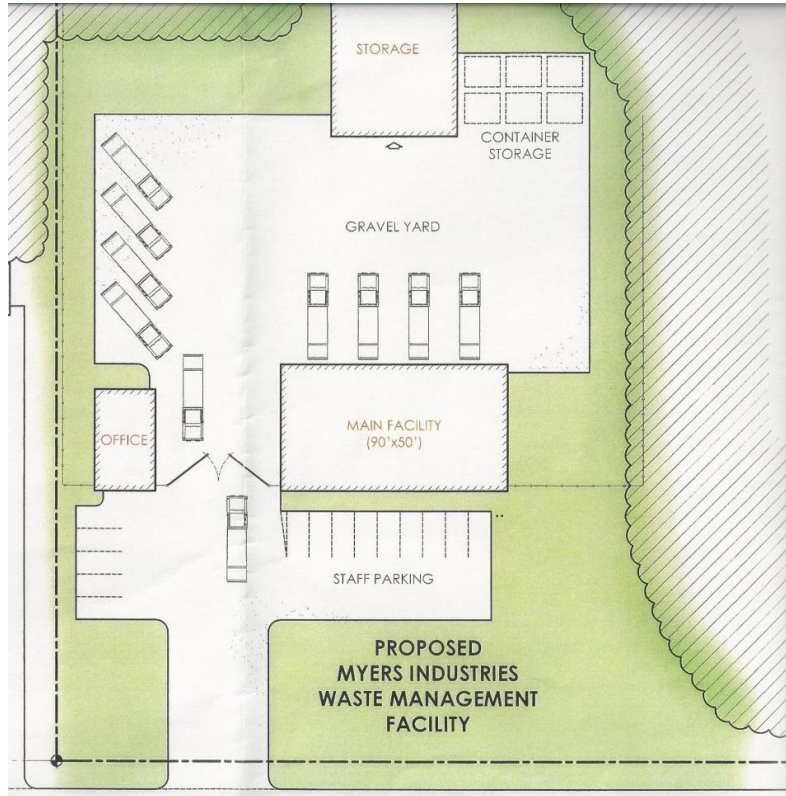 STORAGE
CONTAINER
STORAGE
GRAVEL YARD
OFFICE
MAIN FACILITY
(90'x50')
STAFF PARKING
PROPOSED
MYERS INDUSTRIES
WASTE MANAGEMENT
FACILITY